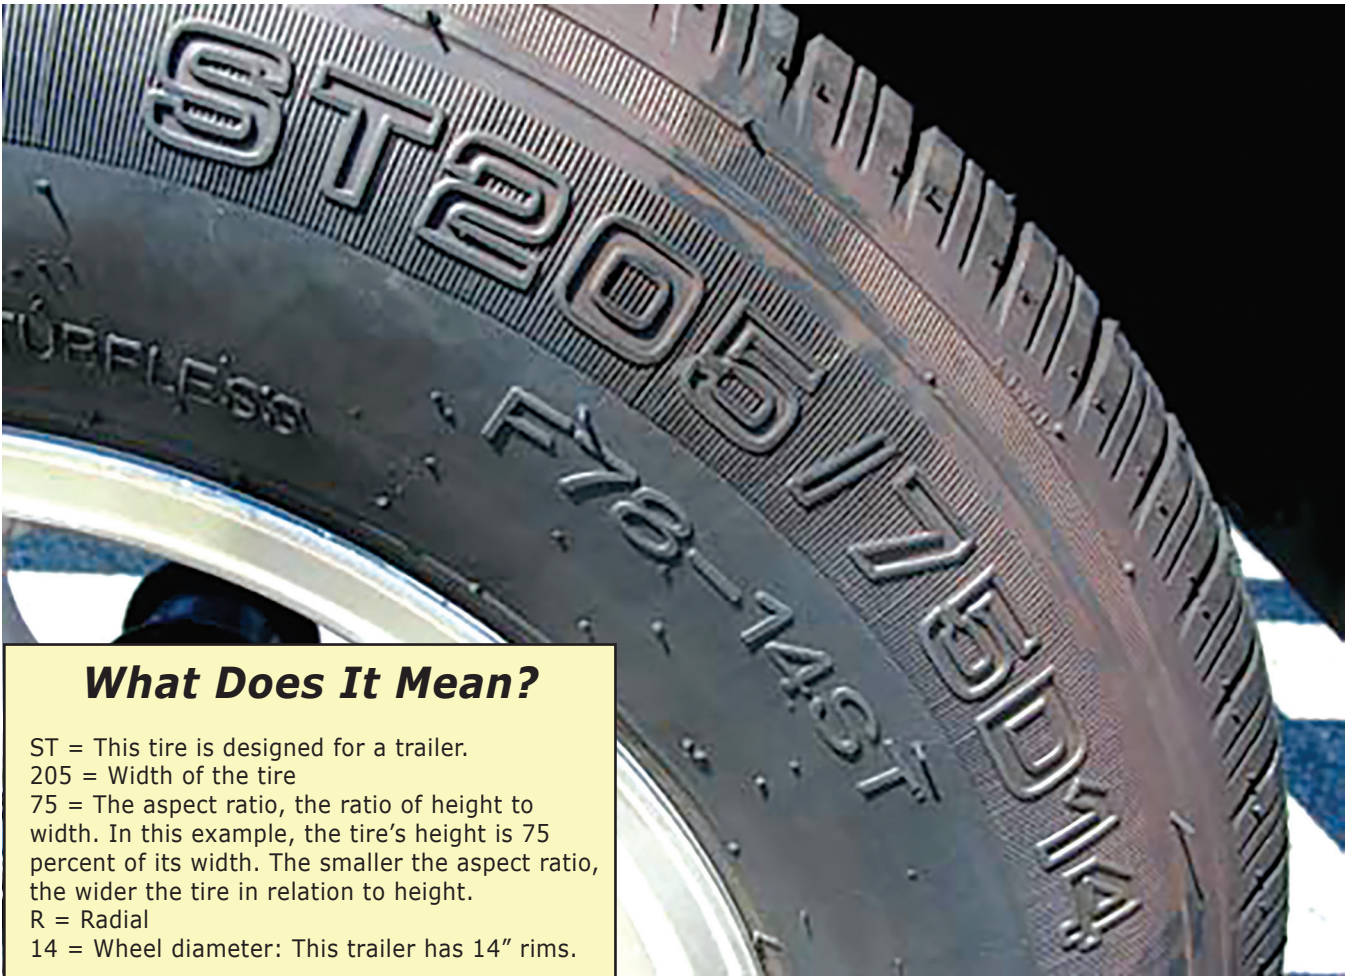 ST205/75D14
TUBELESS
F78-14ST
What Does It Mean?
ST = This tire is designed for a trailer.
205 = Width of the tire
75 = The aspect ratio, the ratio of height to
width. In this example, the tire’s height is 75
percent of its width. The smaller the aspect ratio,
the wider the tire in relation to height.
R = Radial
14 = Wheel diameter: This trailer has 14” rims.